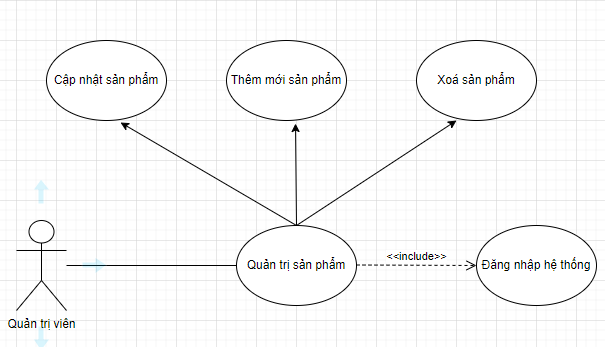 Cập nhật sản phẩm
Thêm mới sản phẩm
Xoá sản phẩm
Quản trị sản phẩm
<<include>>
Đăng nhập hệ thống
Quản trị viên